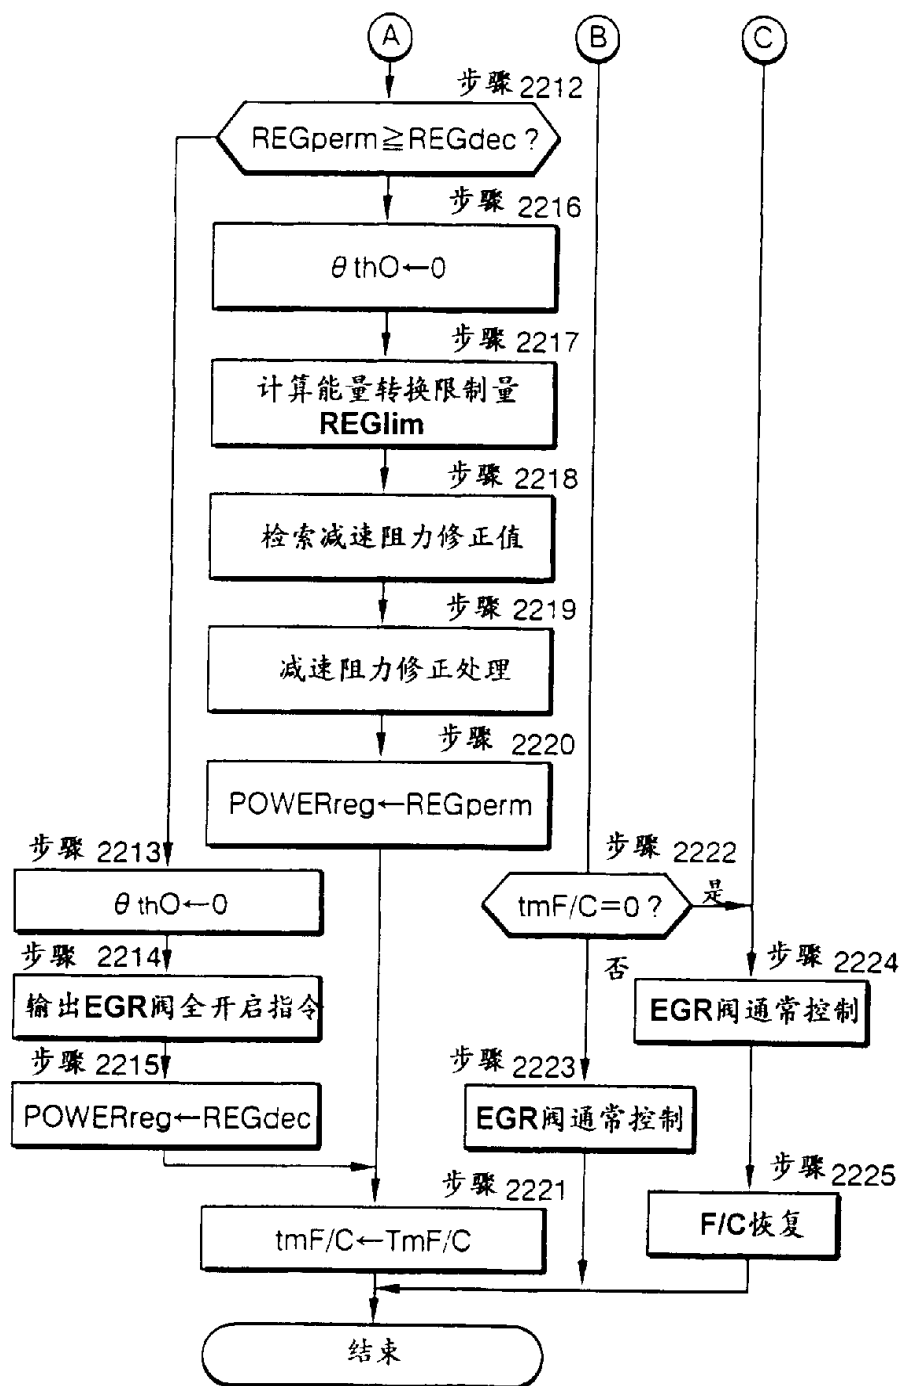 A
B
C
步骤 2212
REGperm≧REGdec ?
步骤 2216
θthO←0
步骤 2217
计算能量转换限制量
REGlim
步骤 2218
检索减速阻力修正值
步骤 2219
减速阻力修正处理
步骤 2220
POWERreg←REGperm
步骤 2213
θthO←0
步骤 2214
输出EGR阀全开启指令
步骤 2215
POWERreg←REGdec
步骤 2222
tmF/C=0 ?
是
否
步骤 2223
EGR阀通常控制
步骤 2224
EGR阀通常控制
步骤 2225
F/C恢复
步骤 2221
tmF/C←TmF/C
结束